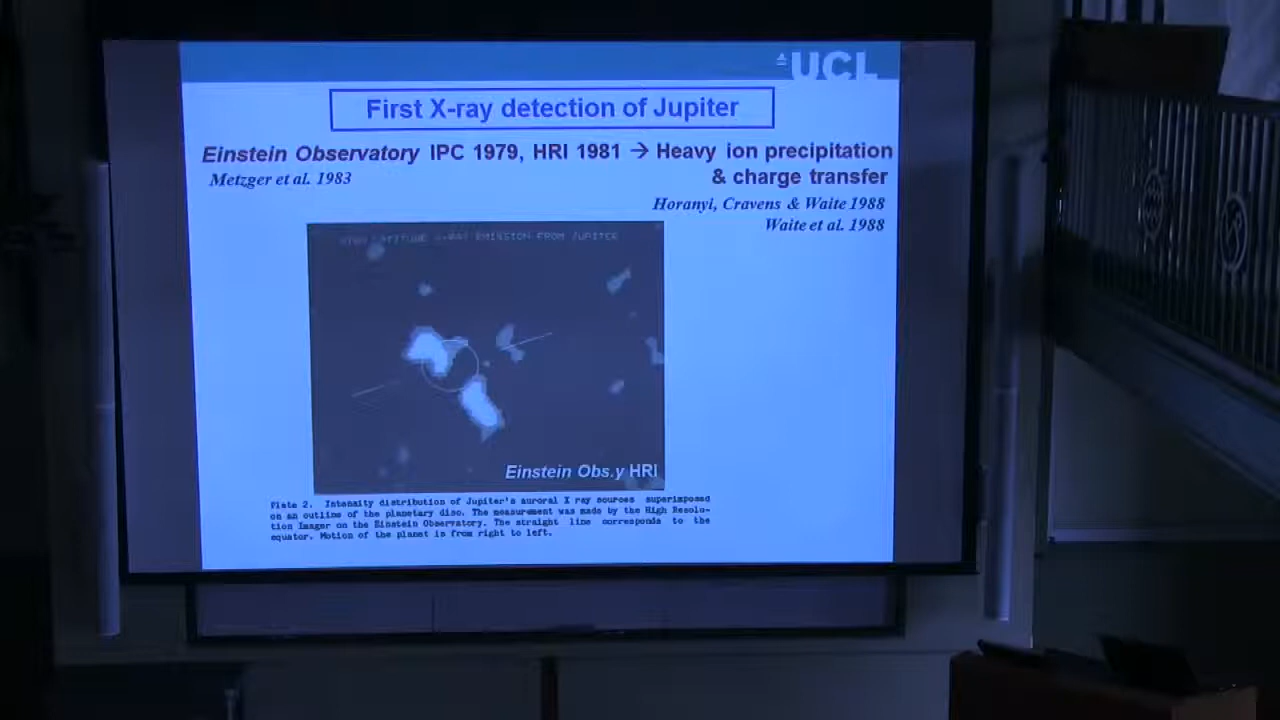 UCL
First X-ray detection of Jupiter
Einstein Observatory IPC 1979, HRI 1981 → Heavy ion precipitation
& charge transfer
Metzger et al. 1983
Horanyi, Cravens & Waite 1988
Waite et al. 1988
X-RAY EMISSION FROM JUPITER
Einstein Obs.y HRI
Plate 2. Intensity distribution of Jupiter's auroral X ray sources superimposed
on an outline of the planetary disc. The measurement was made by the High Resolu-
tion Imager on the Einstein Observatory. The straight line corresponds to the
equator. Motion of the planet is from right to left.